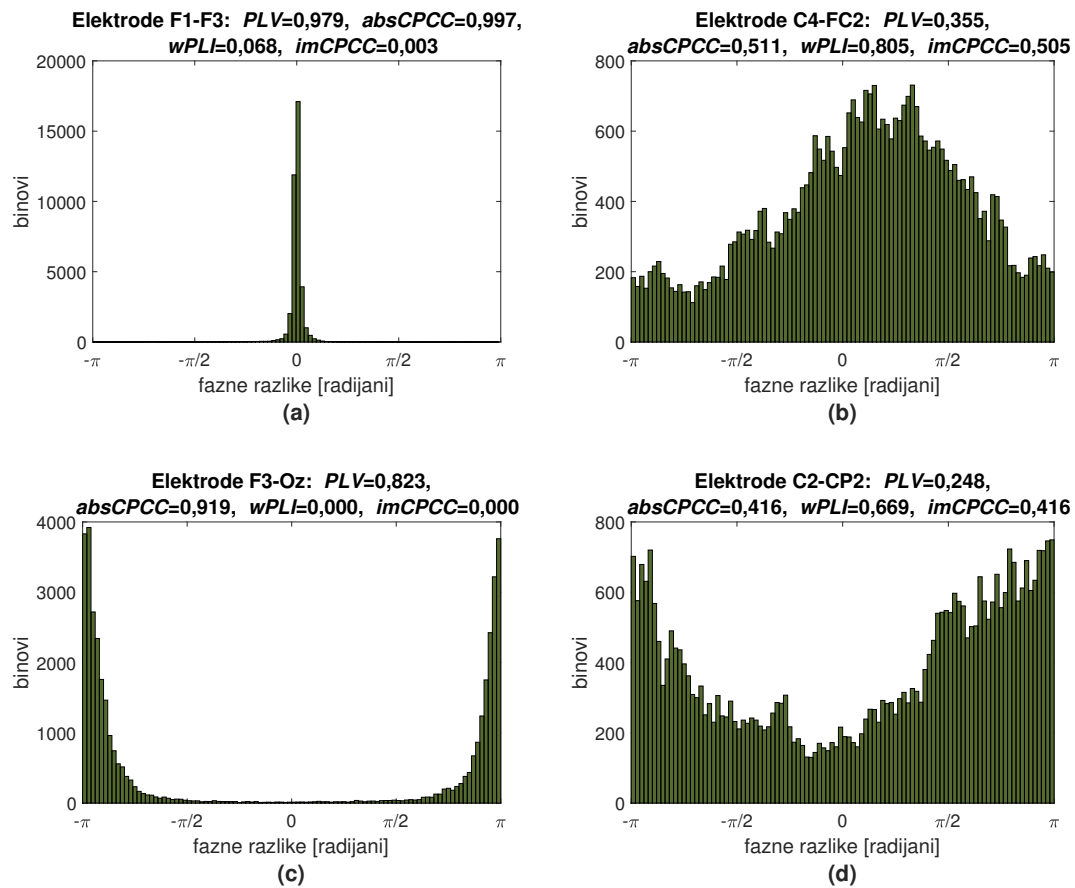 Elektrode F1-F3: PLV=0,979, absCPCC=0,997,
wPLI=0,068, imCPCC=0,003
20000
15000
10000
5000
0
binovi
-π
-π/2
0
π/2
π
fazne razlike [radijani]
(a)
Elektrode C4-FC2: PLV=0,355,
absCPCC=0,511, wPLI=0,805, imCPCC=0,505
800
600
400
200
0
binovi
-π
-π/2
0
π/2
π
fazne razlike [radijani]
(b)
Elektrode F3-Oz: PLV=0,823,
absCPCC=0,919, wPLI=0,000, imCPCC=0,000
4000
3000
2000
1000
0
binovi
-π
-π/2
0
π/2
π
fazne razlike [radijani]
(c)
Elektrode C2-CP2: PLV=0,248,
absCPCC=0,416, wPLI=0,669, imCPCC=0,416
800
600
400
200
0
binovi
-π
-π/2
0
π/2
π
fazne razlike [radijani]
(d)